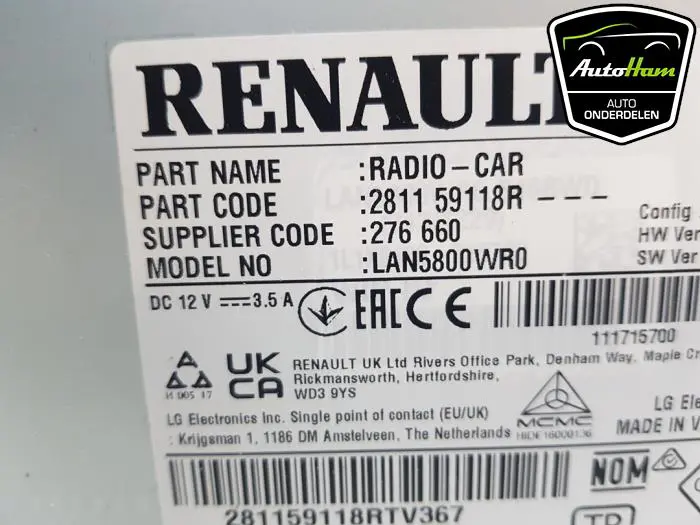 RENAULT
AutoHam
AUTO
ONDERDELEN
PART NAME :RADIO-CAR
PART CODE :2811 59118R ---
SUPPLIER CODE :276 660
MODEL NO :LAN5800WR0
Config
HW Ver
SW Ver
DC 12 V 3.5 A
EAC CE
111715700
UK
CA
RENAULT UK Ltd Rivers Office Park, Denham Way, Maple Cr
Rickmansworth, Hertfordshire,
WD3 9YS
LG Electronics Inc. Single point of contact (EU/UK)
: Krijgsman 1, 1186 DM Amstelveen, The Netherlands
MCMC
LG Ele
MADE IN V
NOM
281159118RTV367